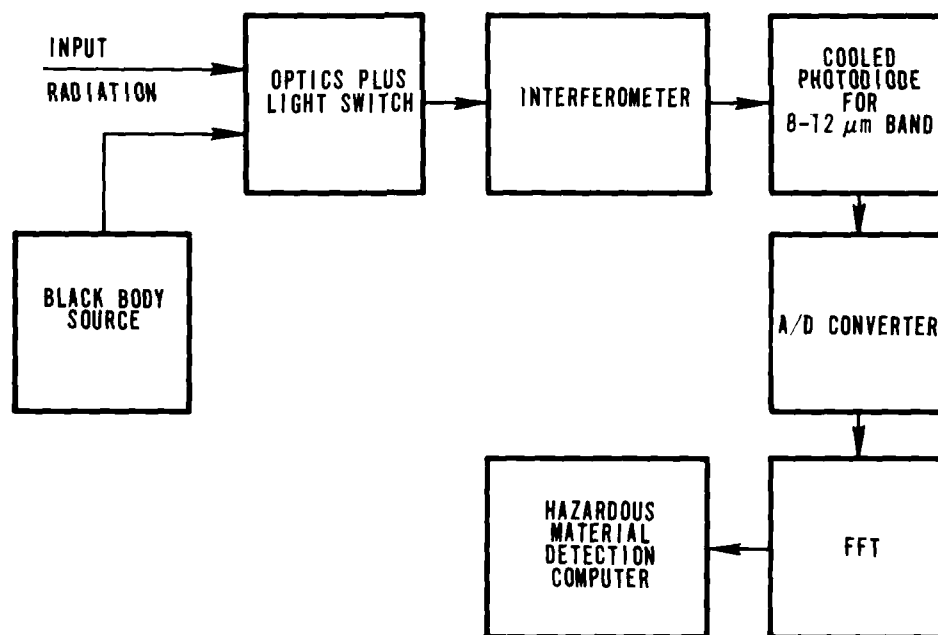 INPUT
RADIATION
OPTICS PLUS
LIGHT SWITCH
INTERFEROMETER
COOLED
PHOTODIODE
FOR
8-12 μm BAND
BLACK BODY
SOURCE
A/D CONVERTER
HAZARDOUS
MATERIAL
DETECTION
COMPUTER
FFT